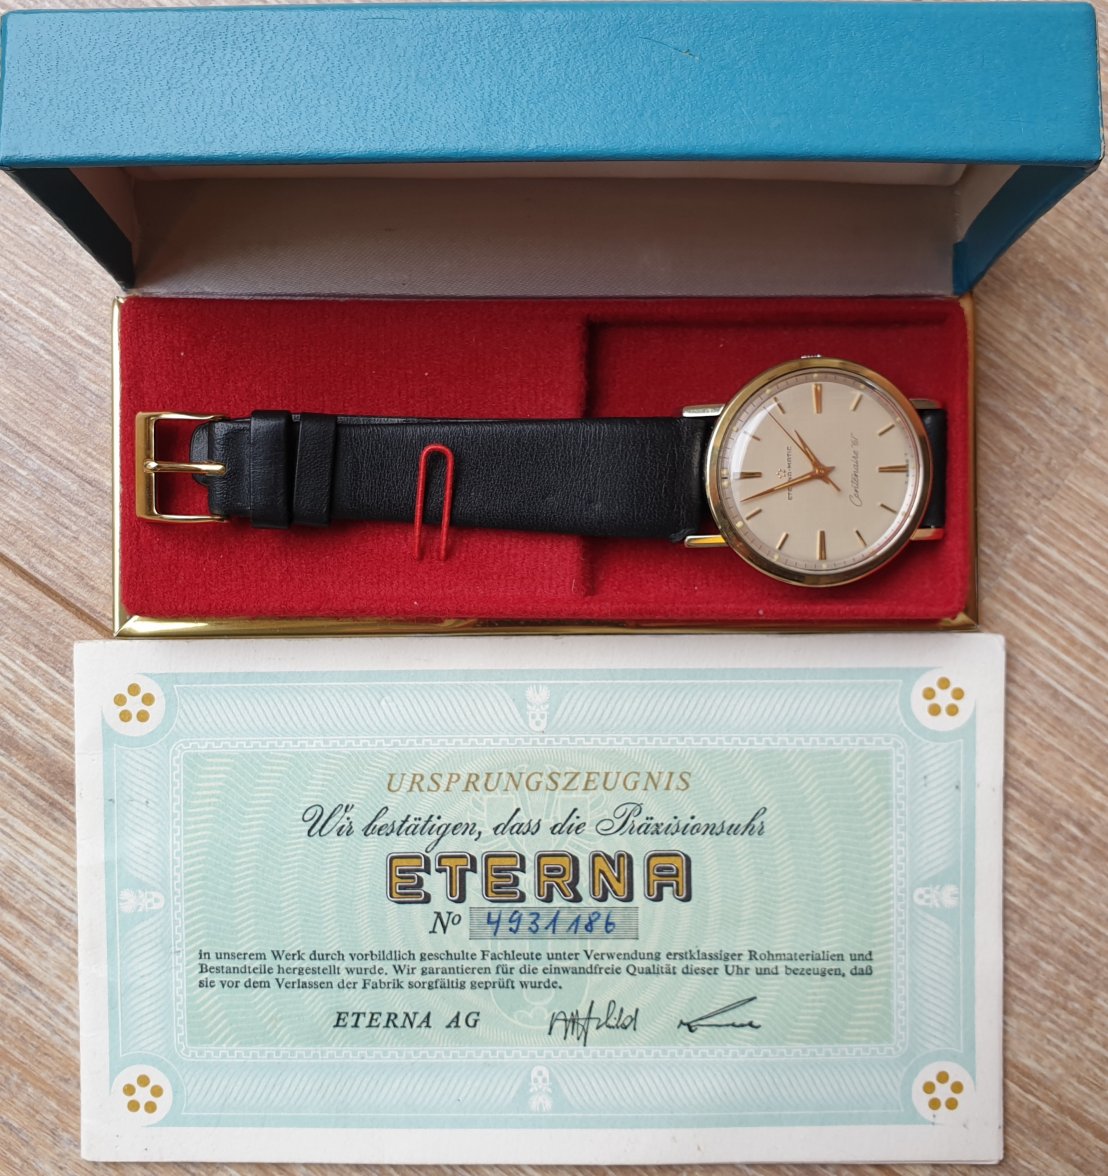 ETERNA·MATIC
Centenaire "61"
URSPRUNGSZEUGNIS
Wir bestätigen, dass die Präzisionsuhr
ETERNA
No 4931186
in unserem Werk durch vorbildlich geschulte Fachleute unter Verwendung erstklassiger Rohmaterialien und
Bestandteile hergestellt wurde. Wir garantieren für die einwandfreie Qualität dieser Uhr und bezeugen, daß
sie vor dem Verlassen der Fabrik sorgfältig geprüft wurde.
ETERNA AG